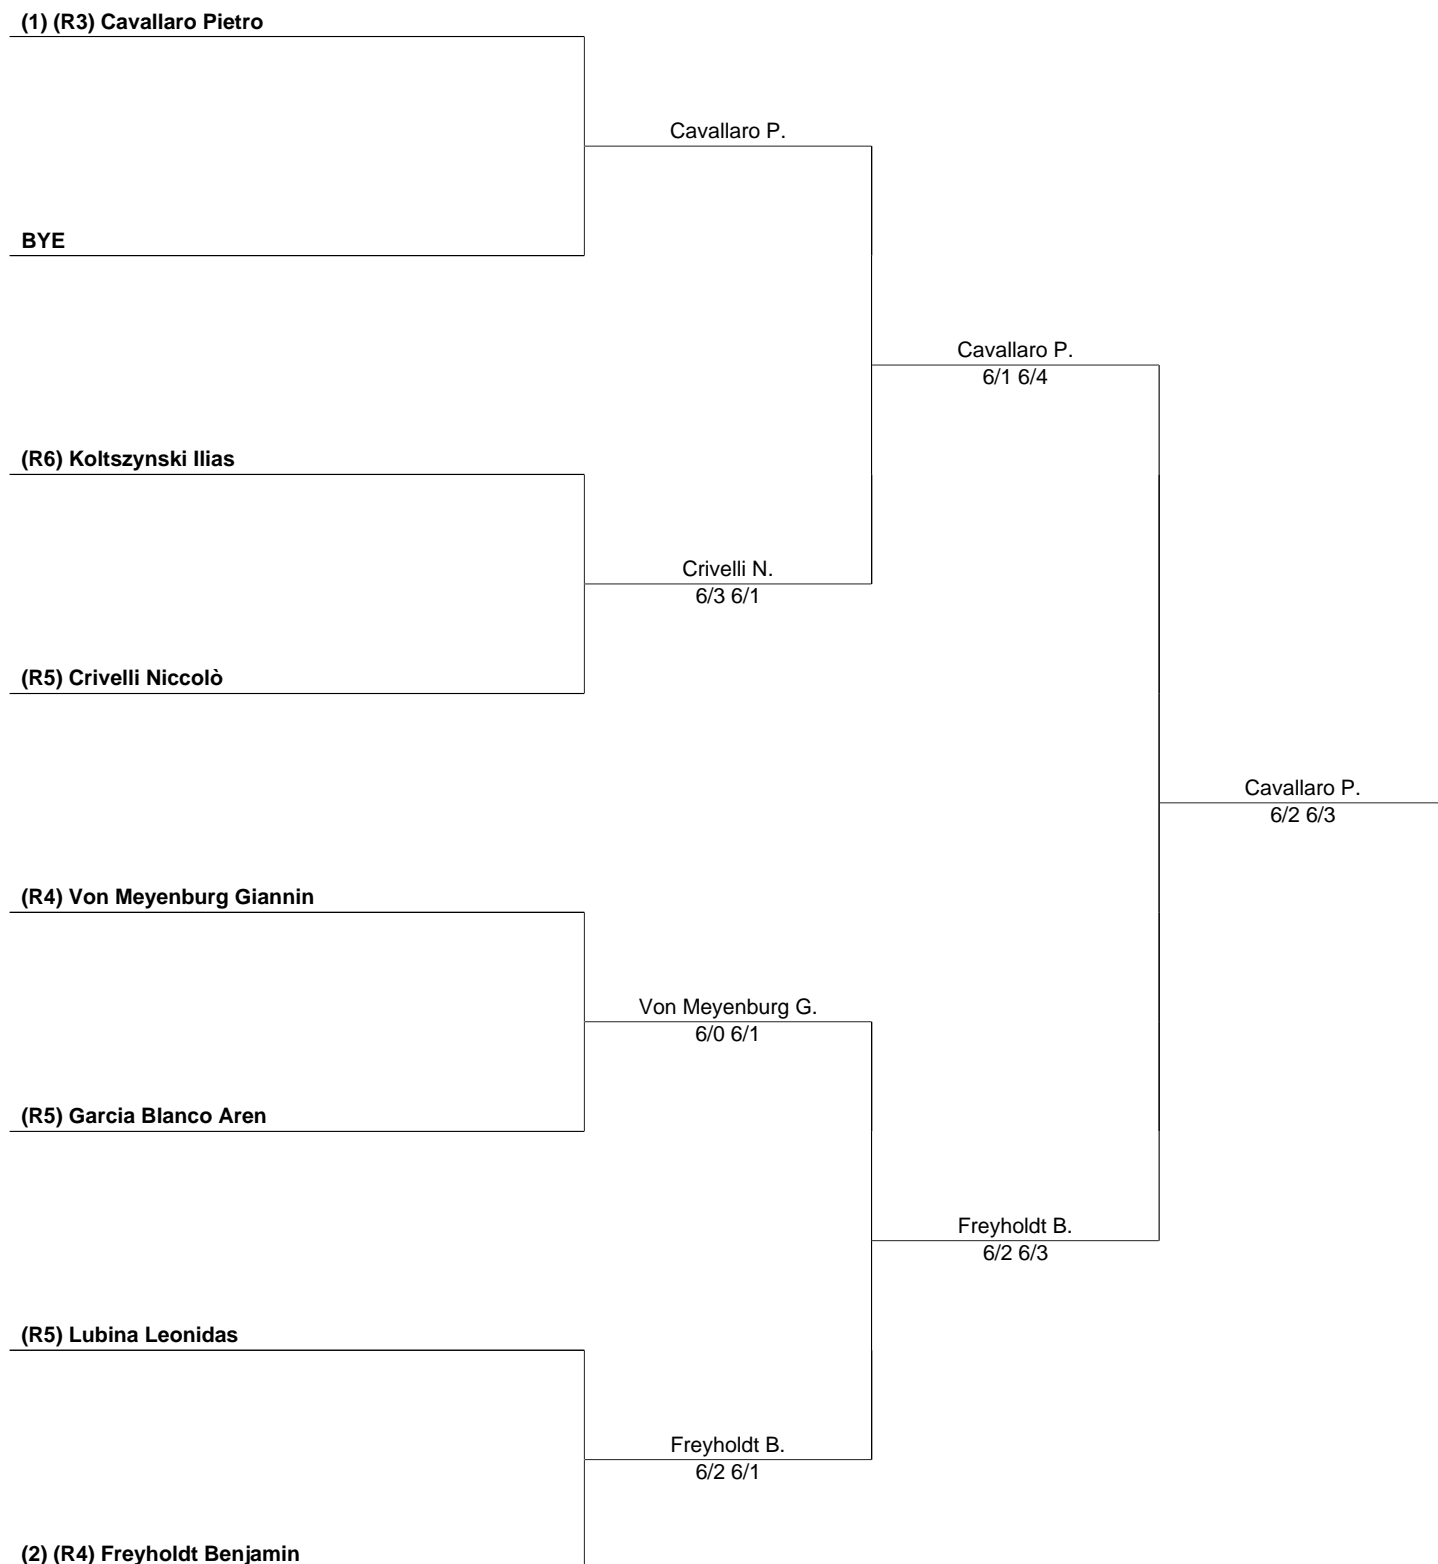 (1) (R3) Cavallaro Pietro
Cavallaro P.
BYE
Cavallaro P.
6/1 6/4
(R6) Koltszynski Ilias
Crivelli N.
6/3 6/1
(R5) Crivelli Niccolò
Cavallaro P.
6/2 6/3
(R4) Von Meyenburg Giannin
Von Meyenburg G.
6/0 6/1
(R5) Garcia Blanco Aren
Freyholdt B.
6/2 6/3
(R5) Lubina Leonidas
Freyholdt B.
6/2 6/1
(2) (R4) Freyholdt Benjamin